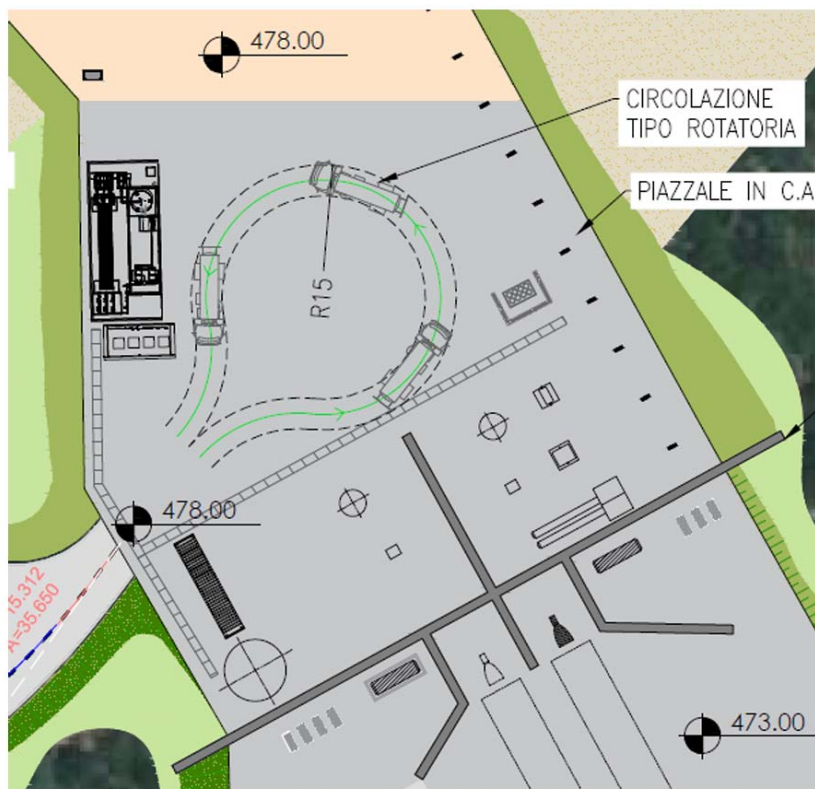 478.00
CIRCOLAZIONE
TIPO ROTATORIA
PIAZZALE IN C.A
R15
478.00
15.312
A=35.650
473.00